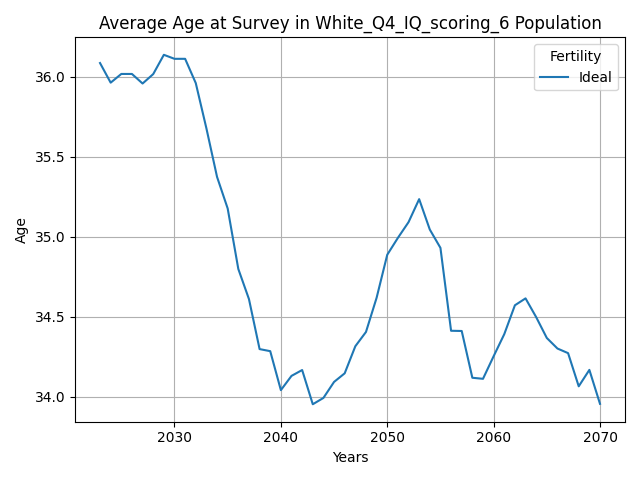 Average Age at Survey in White_Q4_IQ_scoring_6 Population
Fertility
Ideal
36.0
35.5
35.0
34.5
34.0
Age
2030
2040
2050
2060
2070
Years